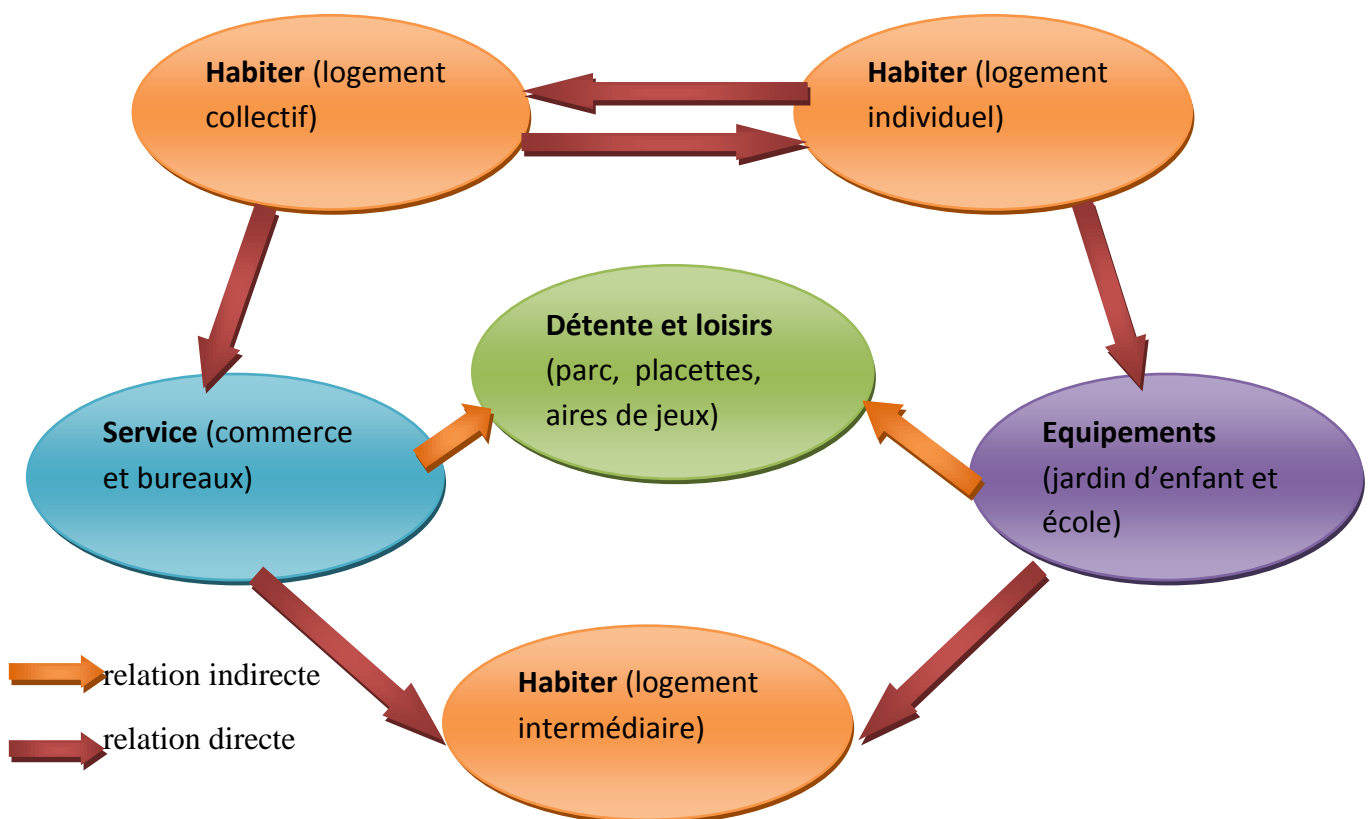 Habiter (logement
collectif)
Habiter (logement
individuel)
Détente et loisirs
(parc, placettes,
aires de jeux)
Service (commerce
et bureaux)
Equipements
(jardin d’enfant et
école)
Habiter (logement
intermédiaire)
relation indirecte
relation directe